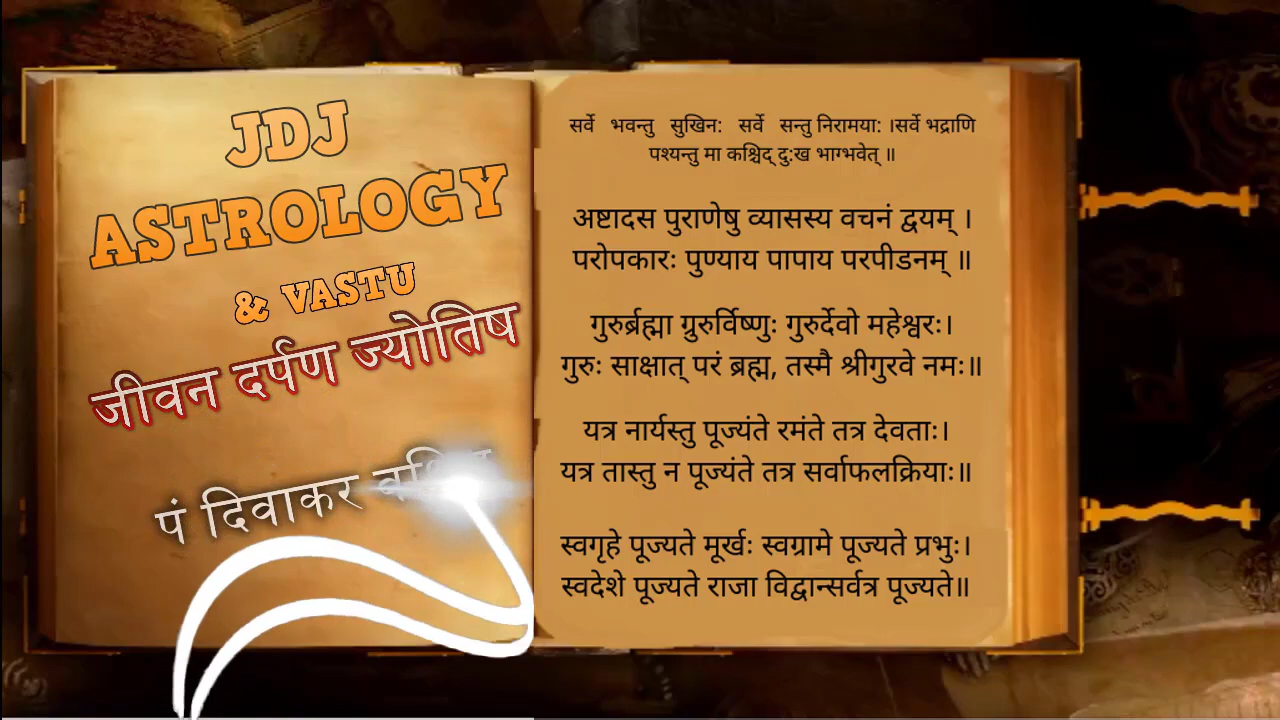 JDJ
ASTROLOGY
& VASTU
जीवन दर्पण ज्योतिष
पं दिवाकर
सर्वे भवन्तु सुखिन: सर्वे सन्तु निरामया: ।सर्वे भद्राणि
पश्यन्तु मा कश्चिद् दु:ख भाग्भवेत् ॥
अष्टादस पुराणेषु व्यासस्य वचनं द्वयम् ।
परोपकारः पुण्याय पापाय परपीडनम् ॥
गुरुर्ब्रह्मा ग्रुरुर्विष्णुः गुरुर्देवो महेश्वरः।
गुरुः साक्षात् परं ब्रह्म, तस्मै श्रीगुरवे नमः॥
यत्र नार्यस्तु पूज्यंते रमंते तत्र देवताः।
यत्र तास्तु न पूज्यंते तत्र सर्वाफलक्रियाः॥
स्वगृहे पूज्यते मूर्खः स्वग्रामे पूज्यते प्रभुः।
स्वदेशे पूज्यते राजा विद्वान्सर्वत्र पूज्यते॥